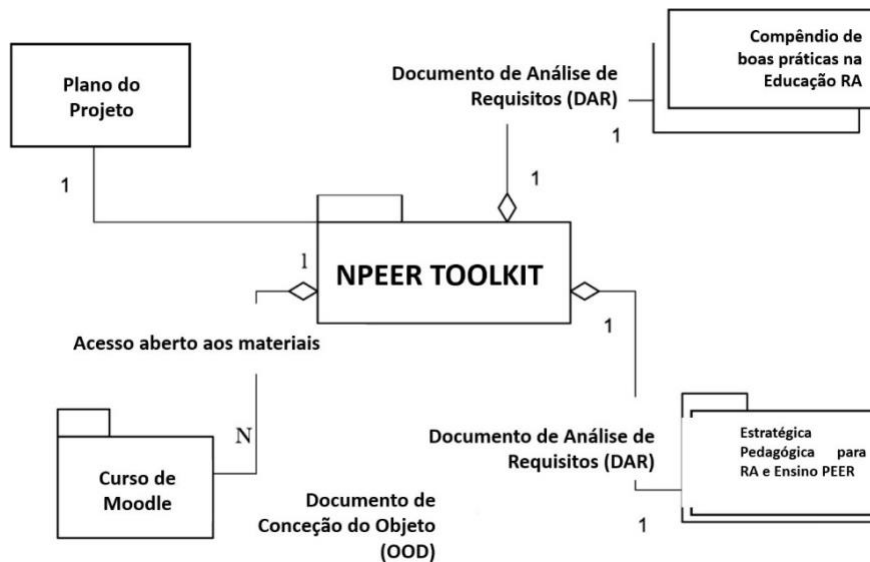 Plano do
Projeto
1
Documento de Análise de
Requisitos (DAR)
1
1
Compêndio de
boas práticas na
Educação RA
NPEER TOOLKIT
1
1
Acesso aberto aos materiais
N
Curso de
Moodle
Documento de
Conceção do Objeto
(OOD)
Documento de Análise de
Requisitos (DAR)
1
Estratégica
Pedagógica para
RA e Ensino PEER